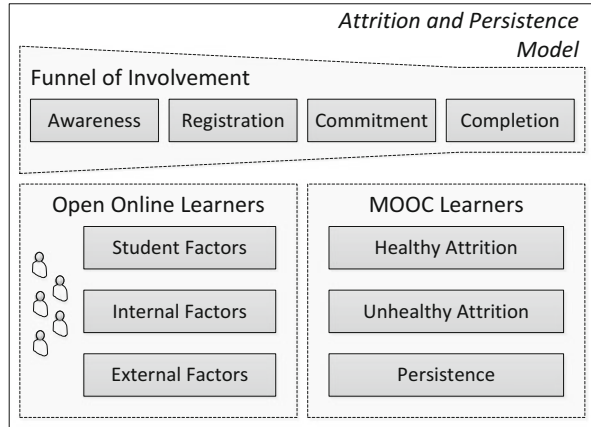 Attrition and Persistence
Model
Funnel of Involvement
Awareness
Registration
Commitment
Completion
Open Online Learners
Student Factors
Internal Factors
External Factors
MOOC Learners
Healthy Attrition
Unhealthy Attrition
Persistence